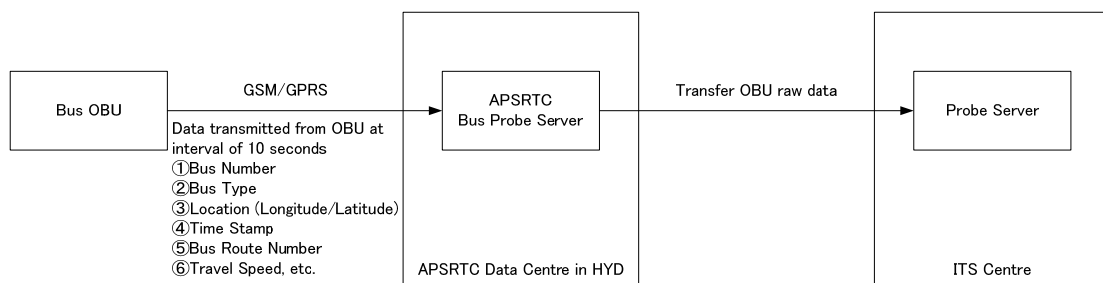 Bus OBU
GSM/GPRS
Data transmitted from OBU at
interval of 10 seconds
①Bus Number
②Bus Type
③Location (Longitude/Latitude)
④Time Stamp
⑤Bus Route Number
⑥Travel Speed, etc.
APSRTC
Bus Probe Server
APSRTC Data Centre in HYD
Transfer OBU raw data
Probe Server
ITS Centre